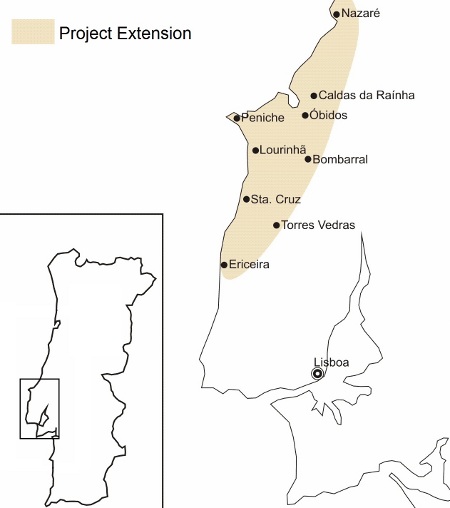 Nazaré
Project Extension
Caldas da Raínha
Óbidos
Peniche
Lourinhã
Bombarral
Sta. Cruz
Torres Vedras
Ericeira
Lisboa